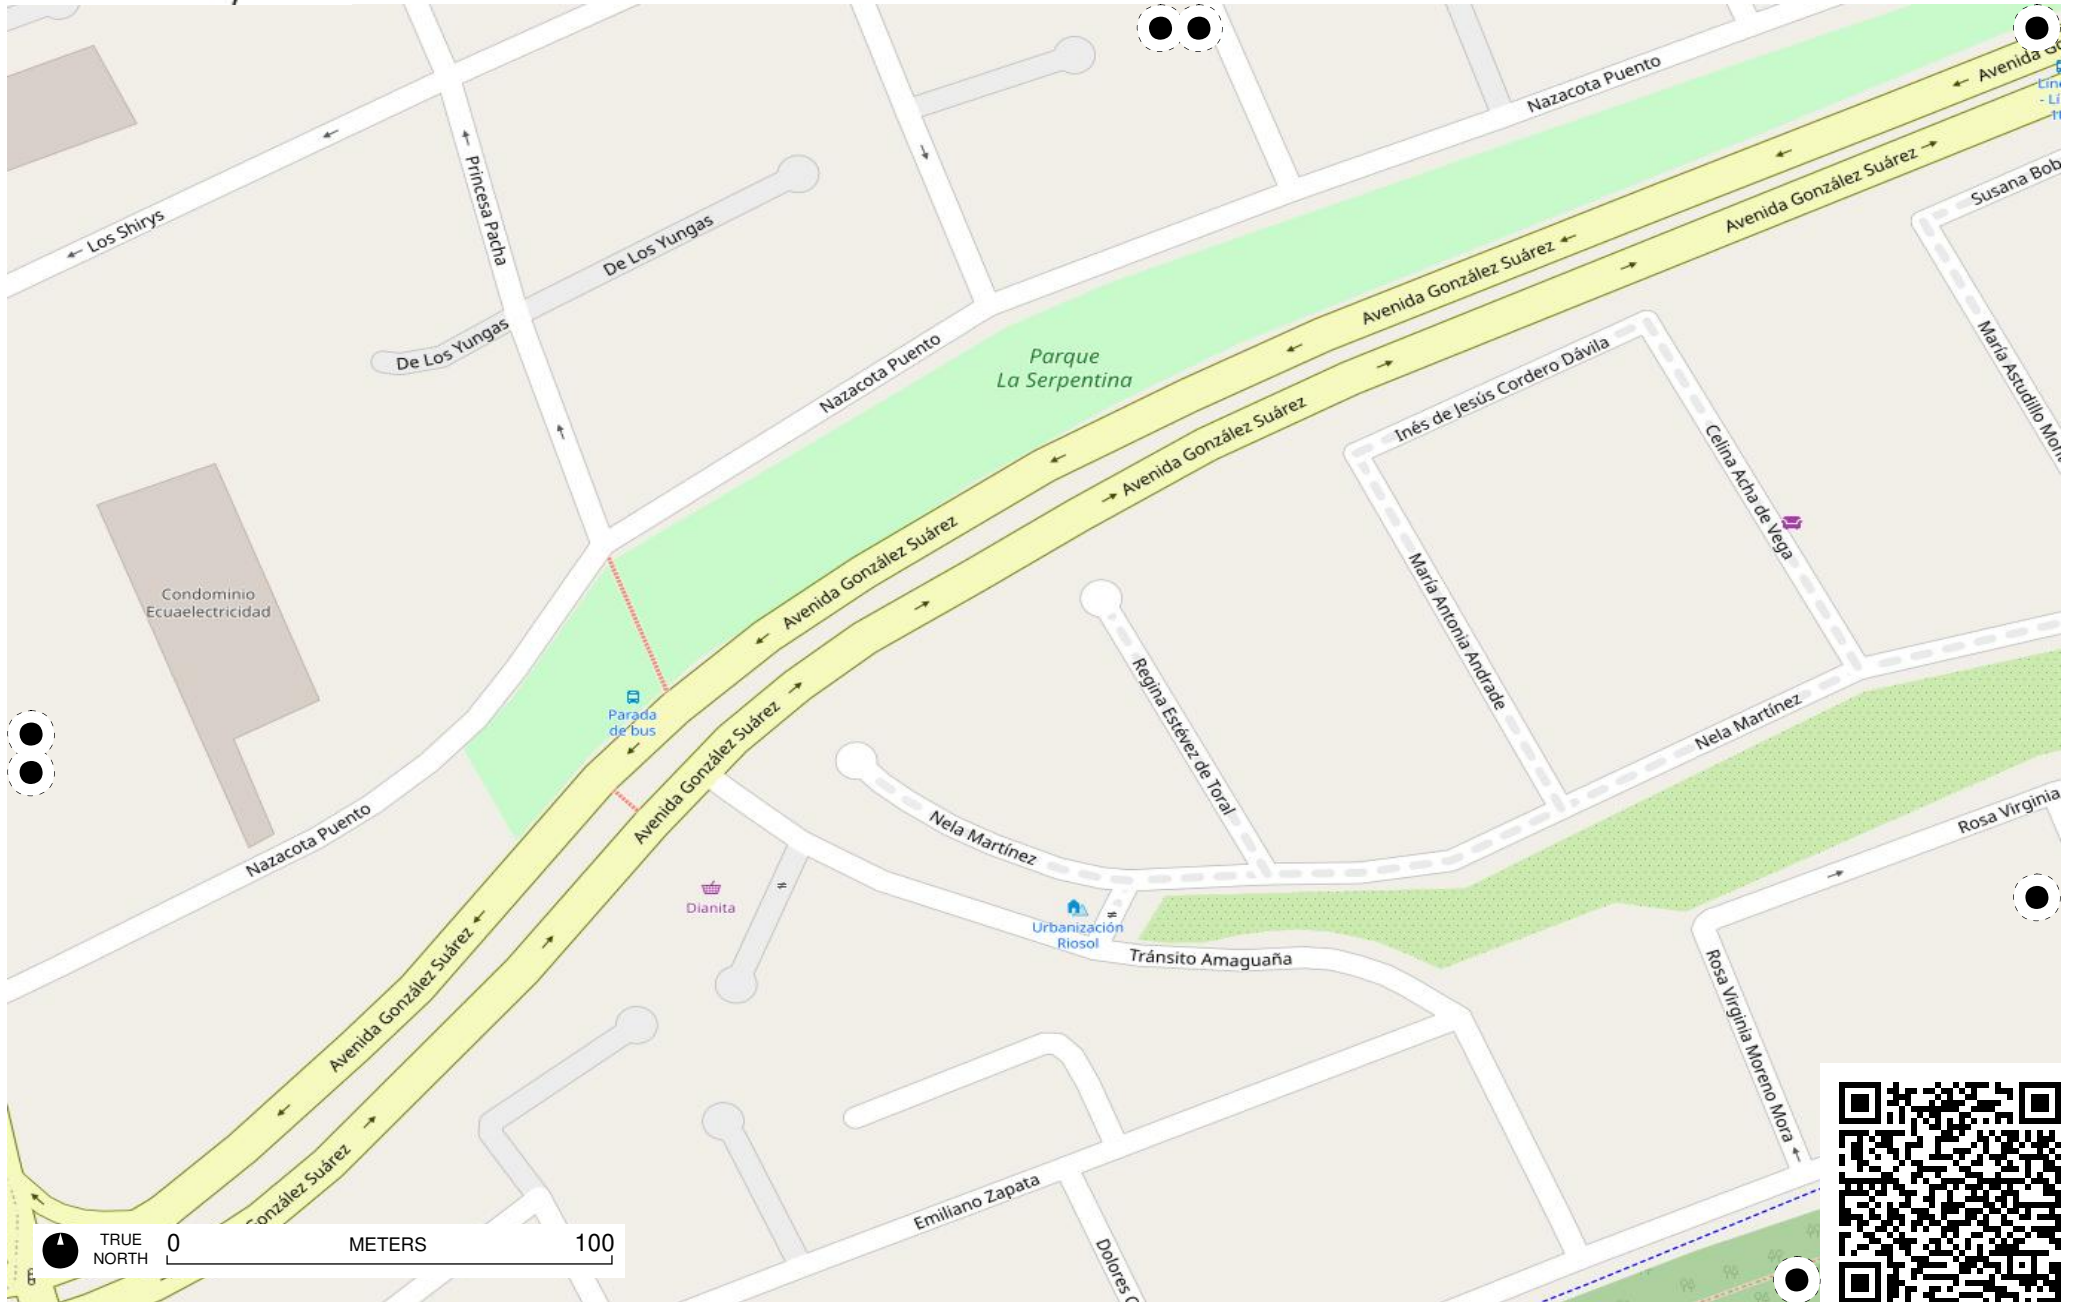 Nazacota Puento
Avenida
Princesa Pacha
Los Shirys
De Los Yungas
De Los Yungas
Avenida González Suárez
Susana
Avenida González Suárez
Nazacota Puento
Parque
La Serpentina
Inés de Jesús Cordero Dávila
María Astudillo
Avenida González Suárez
Celina Acha de Vega
Avenida González Suárez
Condominio
Ecuaelectricidad
María Antonia Andrade
Regina Estévez de Toral
Parada
de bus
Avenida González Suárez
Nela Martínez
Nazacota Puento
Nela Martínez
Rosa Virginia
Dianita
Urbanización
Riosol
Tránsito Amaguaña
Avenida González Suárez
Rosa Virginia Moreno Mora
González Suárez
Emiliano Zapata
Dolores
TRUE
NORTH
0 METERS 100